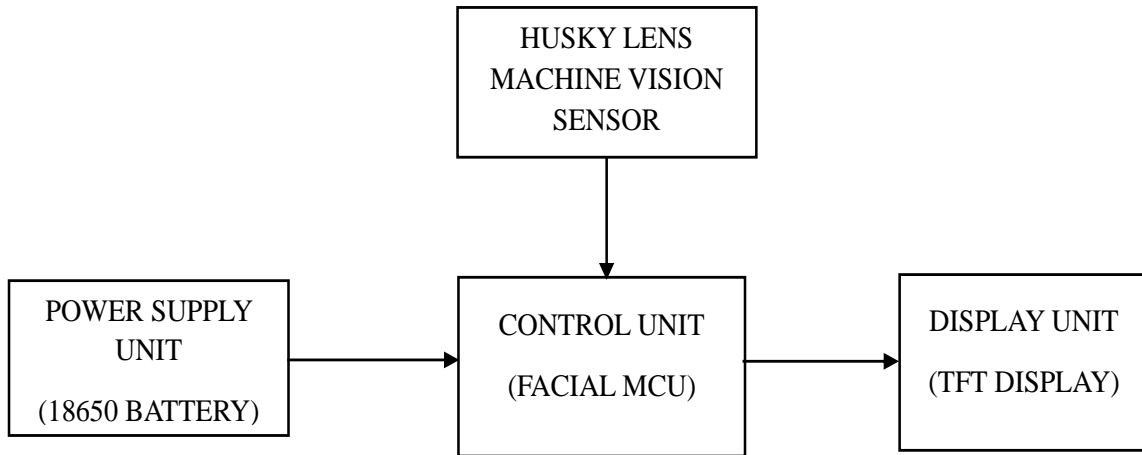 HUSKY LENS
MACHINE VISION
SENSOR
POWER SUPPLY
UNIT
(18650 BATTERY)
CONTROL UNIT
(FACIAL MCU)
DISPLAY UNIT
(TFT DISPLAY)